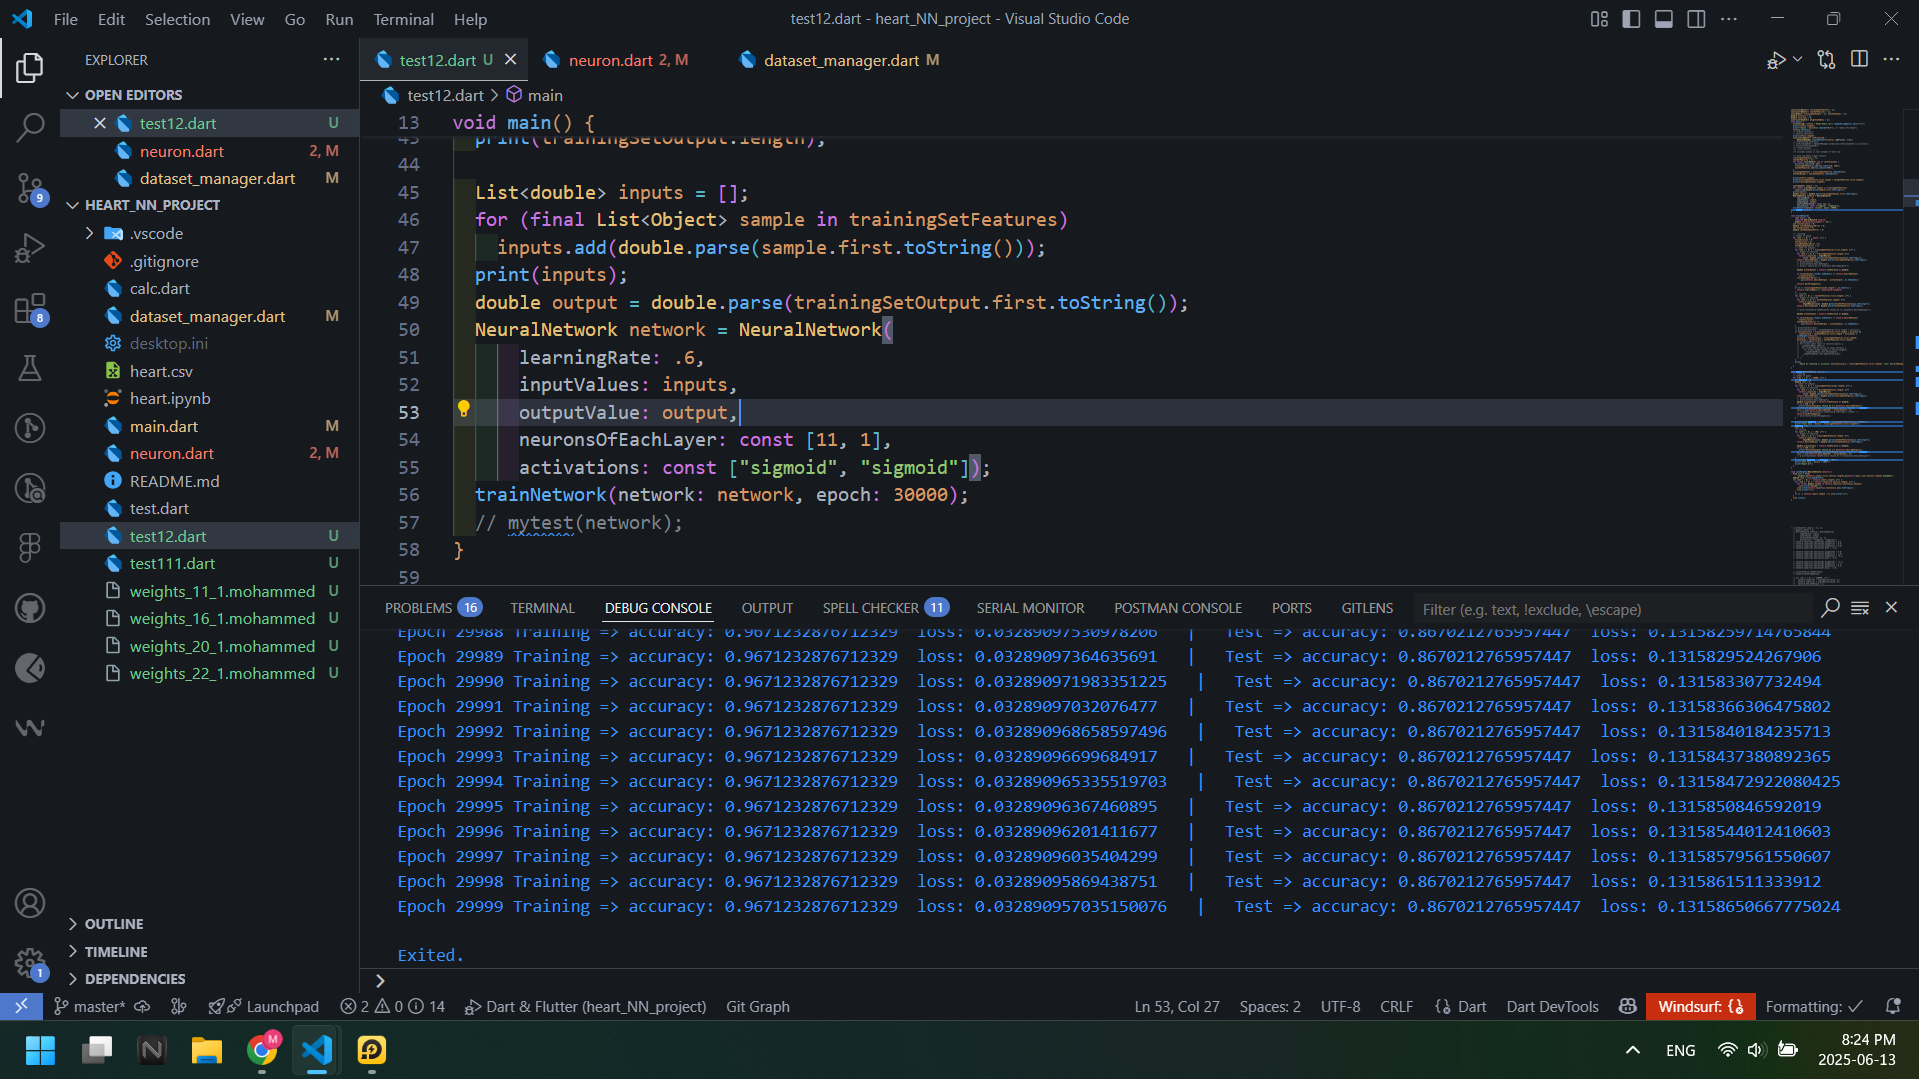 File Edit Selection View Go Run Terminal Help
test12.dart - heart_NN_project - Visual Studio Code
EXPLORER
OPEN EDITORS
test12.dart U
neuron.dart 2, M
dataset_manager.dart M
HEART_NN_PROJECT
.vscode
.gitignore
calc.dart
dataset_manager.dart M
desktop.ini
heart.csv
heart.ipynb
main.dart M
neuron.dart 2, M
README.md
test.dart
test12.dart U
test111.dart U
weights_11_1.mohammed U
weights_16_1.mohammed U
weights_20_1.mohammed U
weights_22_1.mohammed U
OUTLINE
TIMELINE
DEPENDENCIES
9
8
1
test12.dart U neuron.dart 2, M dataset_manager.dart M
test12.dart > main
13 void main() {
43 print(trainingSetOutput.length);
44
45 List<double> inputs = [];
46 for (final List<Object> sample in trainingSetFeatures)
47 inputs.add(double.parse(sample.first.toString()));
48 print(inputs);
49 double output = double.parse(trainingSetOutput.first.toString());
50 NeuralNetwork network = NeuralNetwork(
51 learningRate: .6,
52 inputValues: inputs,
53 outputValue: output,
54 neuronsOfEachLayer: const [11, 1],
55 activations: const ["sigmoid", "sigmoid"]);
56 trainNetwork(network: network, epoch: 30000);
57 // mytest(network);
58 }
59
PROBLEMS 16 TERMINAL DEBUG CONSOLE OUTPUT SPELL CHECKER 11 SERIAL MONITOR POSTMAN CONSOLE PORTS GITLENS Filter (e.g. text, !exclude, \escape)
Epoch 29988 Training => accuracy: 0.9671232876712329 loss: 0.03289097530978206 | Test => accuracy: 0.8670212765957447 loss: 0.13158259714765844
Epoch 29989 Training => accuracy: 0.9671232876712329 loss: 0.03289097364635691 | Test => accuracy: 0.8670212765957447 loss: 0.1315829524267906
Epoch 29990 Training => accuracy: 0.9671232876712329 loss: 0.032890971983351225 | Test => accuracy: 0.8670212765957447 loss: 0.131583307732494
Epoch 29991 Training => accuracy: 0.9671232876712329 loss: 0.03289097032076477 | Test => accuracy: 0.8670212765957447 loss: 0.13158366306475802
Epoch 29992 Training => accuracy: 0.9671232876712329 loss: 0.032890968658597496 | Test => accuracy: 0.8670212765957447 loss: 0.1315840184235713
Epoch 29993 Training => accuracy: 0.9671232876712329 loss: 0.03289096699684917 | Test => accuracy: 0.8670212765957447 loss: 0.13158437380892365
Epoch 29994 Training => accuracy: 0.9671232876712329 loss: 0.032890965335519703 | Test => accuracy: 0.8670212765957447 loss: 0.13158472922080425
Epoch 29995 Training => accuracy: 0.9671232876712329 loss: 0.03289096367460895 | Test => accuracy: 0.8670212765957447 loss: 0.1315850846592019
Epoch 29996 Training => accuracy: 0.9671232876712329 loss: 0.03289096201411677 | Test => accuracy: 0.8670212765957447 loss: 0.13158544012410603
Epoch 29997 Training => accuracy: 0.9671232876712329 loss: 0.03289096035404299 | Test => accuracy: 0.8670212765957447 loss: 0.13158579561550607
Epoch 29998 Training => accuracy: 0.9671232876712329 loss: 0.03289095869438751 | Test => accuracy: 0.8670212765957447 loss: 0.1315861511333912
Epoch 29999 Training => accuracy: 0.9671232876712329 loss: 0.032890957035150076 | Test => accuracy: 0.8670212765957447 loss: 0.13158650667775024
Exited.
master* Launchpad 2 0 14 Dart & Flutter (heart_NN_project) Git Graph Ln 53, Col 27 Spaces: 2 UTF-8 CRLF Dart Dart DevTools Windsurf: {} Formatting: ✓
M
ENG
8:24 PM
2025-06-13